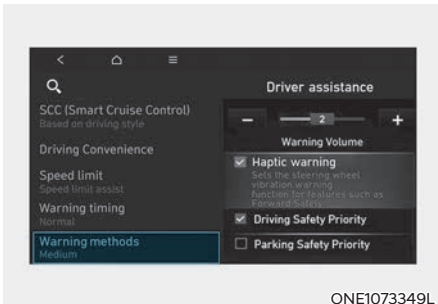 Driver assistance
SCC (Smart Cruise Control)
Based on driving style
Driving Convenience
Speed limit
Speed limit assist
Warning timing
Normal
Warning methods
Medium
− 2 +
Warning Volume
Haptic warning
Sets the steering wheel
vibration warning
function for features such as
Forward Safety
Driving Safety Priority
Parking Safety Priority
ONE1073349L